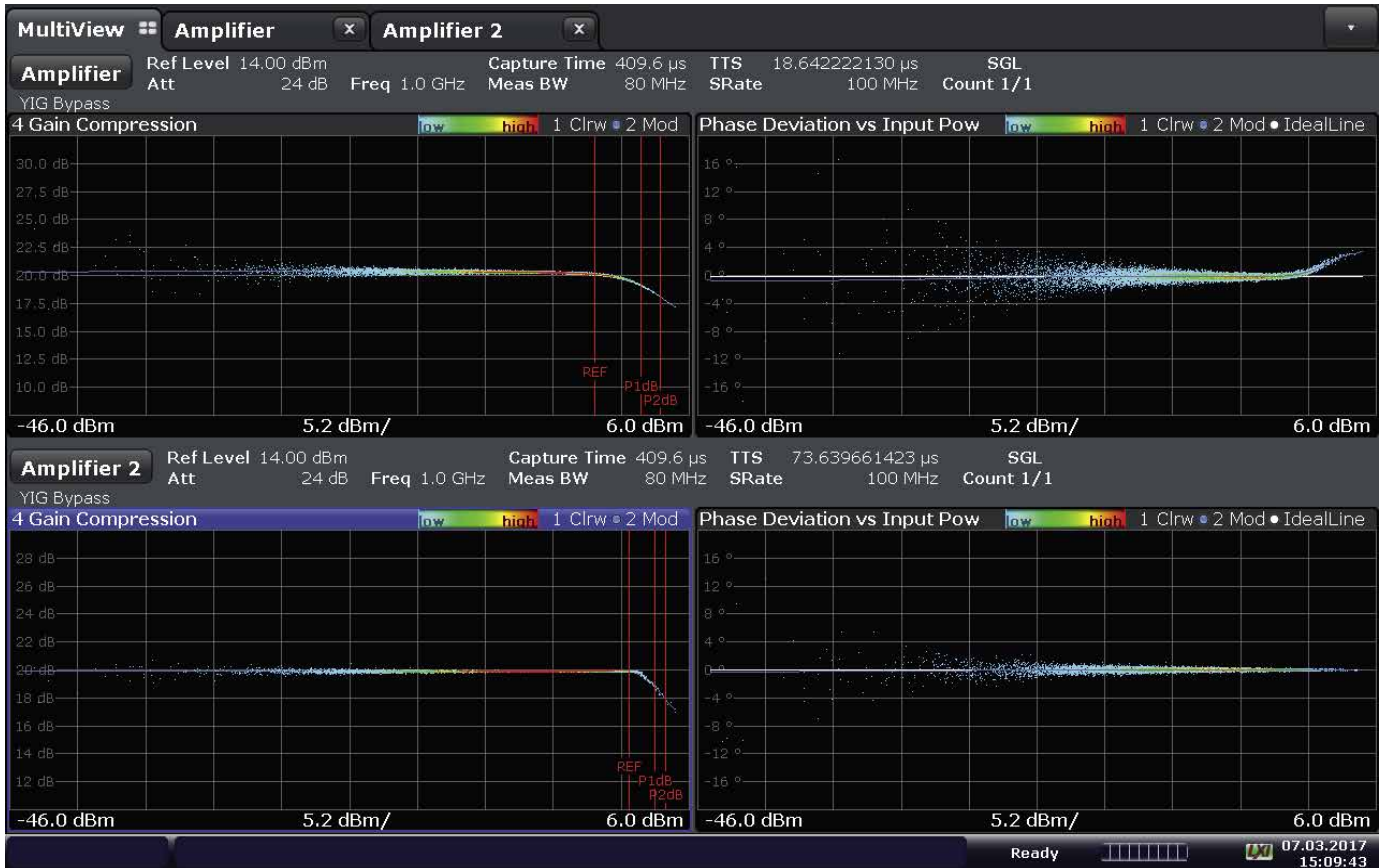 MultiView Amplifier X Amplifier 2 X
Amplifier Ref Level 14.00 dBm Capture Time 409.6 µs TTS 18.642222130 µs SGL
Att 24 dB Freq 1.0 GHz Meas BW 80 MHz SRate 100 MHz Count 1/1
YIG Bypass
4 Gain Compression low high 1 Clrw 2 Mod
30.0 dB
27.5 dB
25.0 dB
22.5 dB
20.0 dB
17.5 dB
15.0 dB
12.5 dB
10.0 dB
REF
P1dB
P2dB
-46.0 dBm 5.2 dBm/ 6.0 dBm
Phase Deviation vs Input Pow low high 1 Clrw 2 Mod IdealLine
16 °
12 °
8 °
4 °
0 °
-4 °
-8 °
-12 °
-16 °
-46.0 dBm 5.2 dBm/ 6.0 dBm
Amplifier 2 Ref Level 14.00 dBm Capture Time 409.6 µs TTS 73.639661423 µs SGL
Att 24 dB Freq 1.0 GHz Meas BW 80 MHz SRate 100 MHz Count 1/1
YIG Bypass
4 Gain Compression low high 1 Clrw 2 Mod
28 dB
26 dB
24 dB
22 dB
20 dB
18 dB
16 dB
14 dB
12 dB
REF
P1dB
P2dB
-46.0 dBm 5.2 dBm/ 6.0 dBm
Phase Deviation vs Input Pow low high 1 Clrw 2 Mod IdealLine
16 °
12 °
8 °
4 °
0 °
-4 °
-8 °
-12 °
-16 °
-46.0 dBm 5.2 dBm/ 6.0 dBm
Ready LXI 07.03.2017
15:09:43